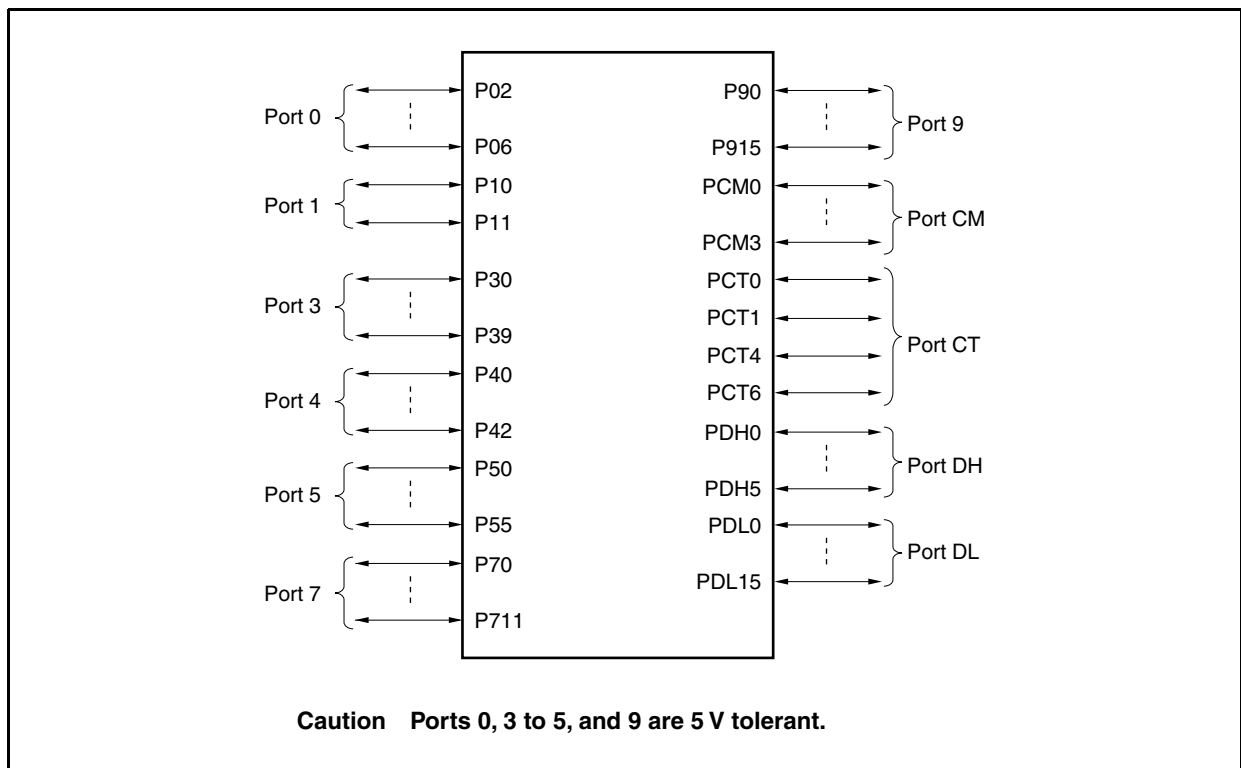 Port 0
P02
P06
Port 1
P10
P11
Port 3
P30
P39
Port 4
P40
P42
Port 5
P50
P55
Port 7
P70
P711
P90
P915
Port 9
PCM0
PCM3
Port CM
PCT0
PCT1
PCT4
PCT6
Port CT
PDH0
PDH5
Port DH
PDL0
PDL15
Port DL
Caution Ports 0, 3 to 5, and 9 are 5 V tolerant.